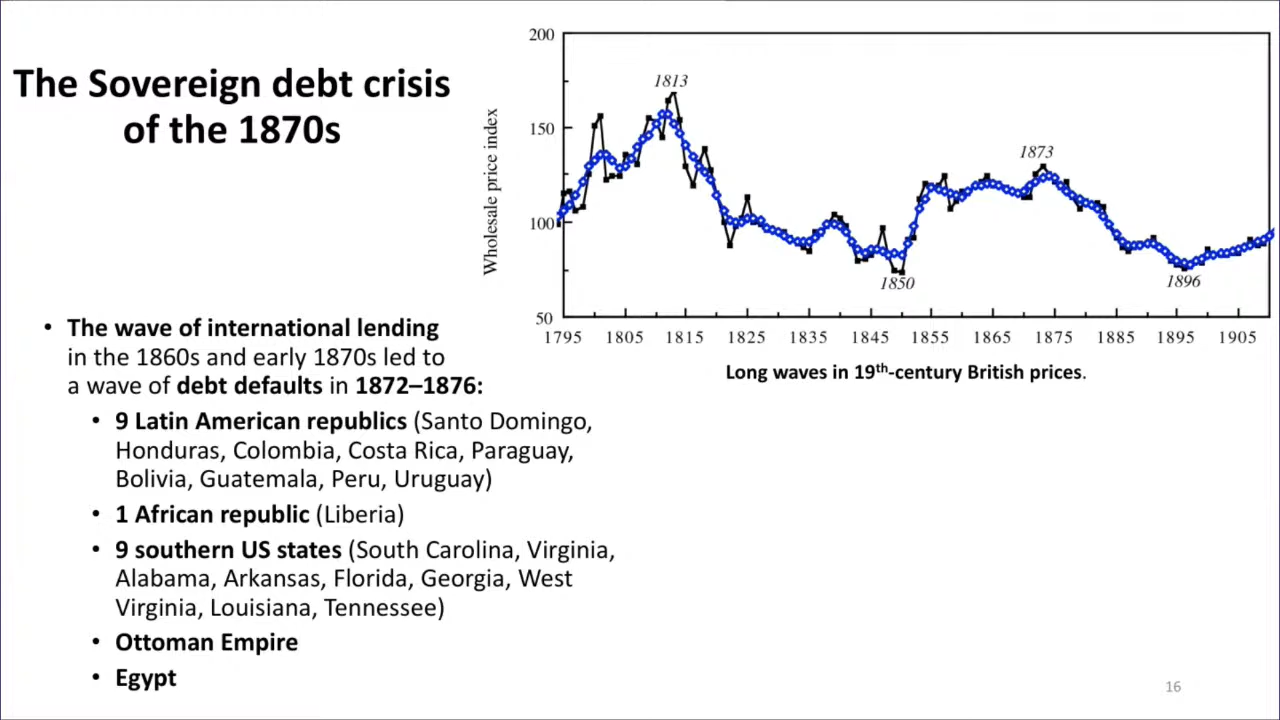 The Sovereign debt crisis
of the 1870s
• The wave of international lending
in the 1860s and early 1870s led to
a wave of debt defaults in 1872–1876:
• 9 Latin American republics (Santo Domingo,
Honduras, Colombia, Costa Rica, Paraguay,
Bolivia, Guatemala, Peru, Uruguay)
• 1 African republic (Liberia)
• 9 southern US states (South Carolina, Virginia,
Alabama, Arkansas, Florida, Georgia, West
Virginia, Louisiana, Tennessee)
• Ottoman Empire
• Egypt
Wholesale price index
200
150
100
50
1813
1873
1850
1896
1795 1805 1815 1825 1835 1845 1855 1865 1875 1885 1895 1905
Long waves in 19th-century British prices.
16